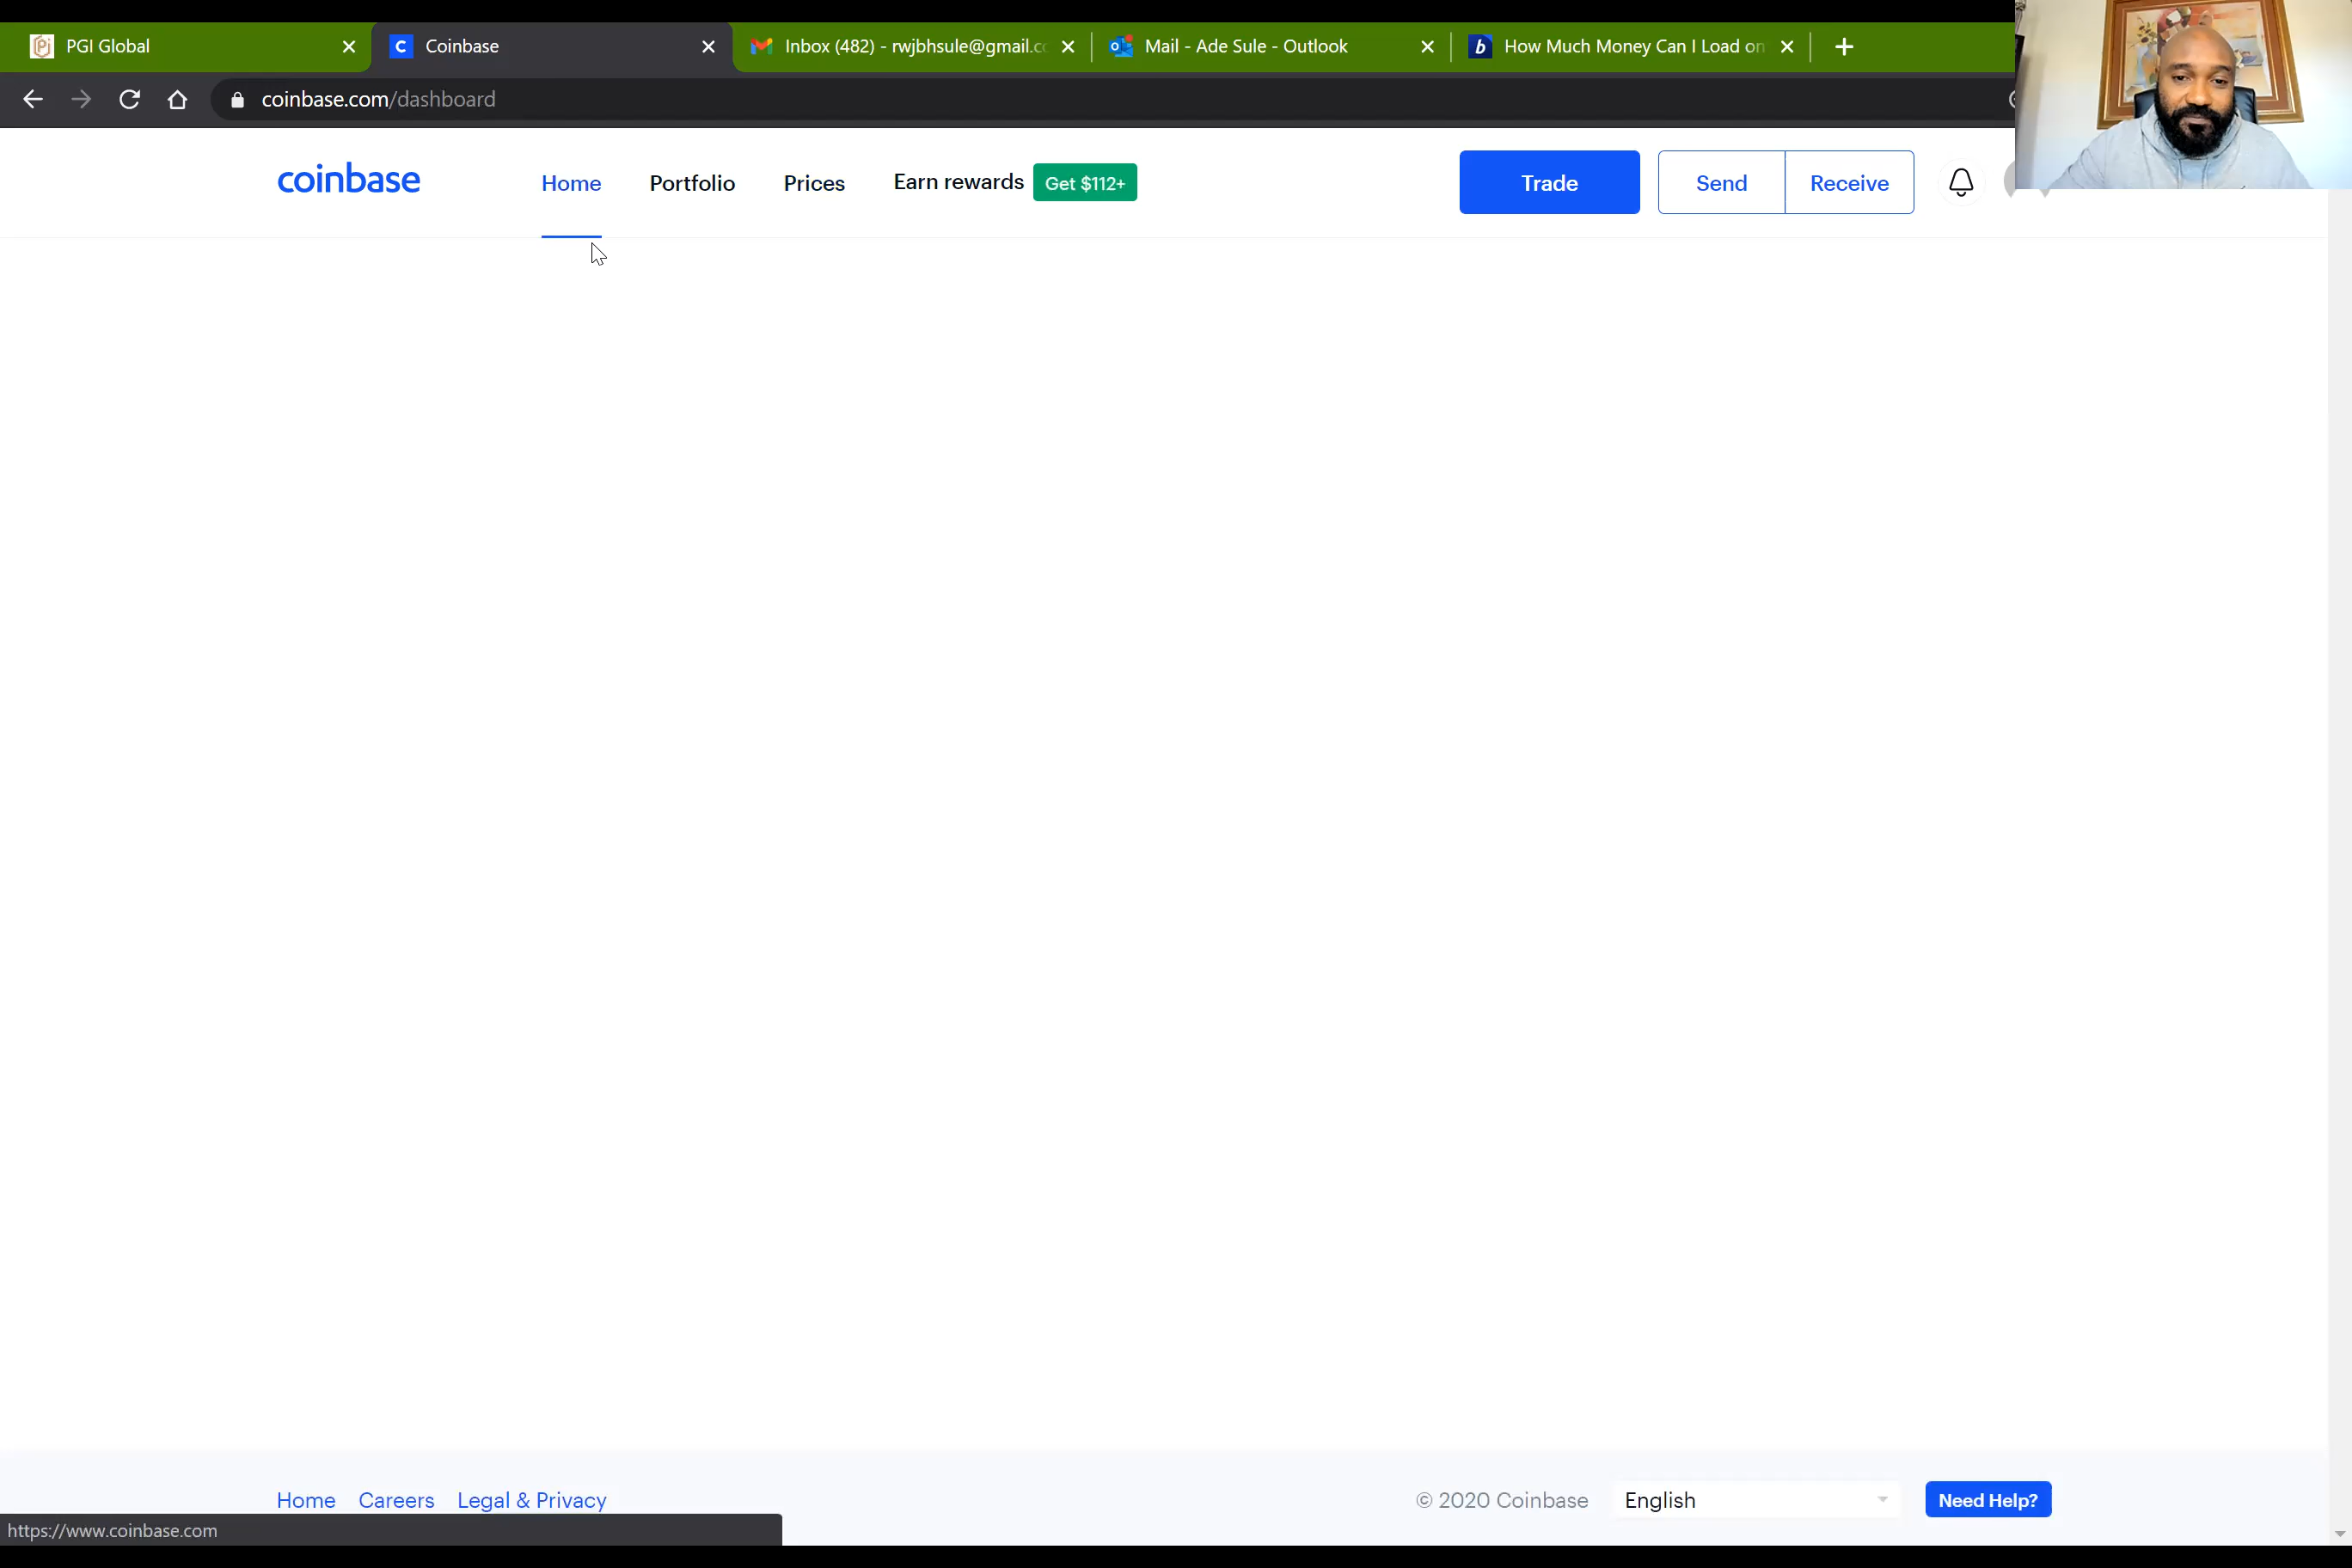 PGI Global
Coinbase
Inbox (482) - rwjbhsule@gmail.cc
Mail - Ade Sule - Outlook
How Much Money Can I Load on
coinbase.com/dashboard
coinbase
Home
Portfolio
Prices
Earn rewards
Get $112+
Trade
Send
Receive
Home
Careers
Legal & Privacy
© 2020 Coinbase
English
Need Help?
https://www.coinbase.com